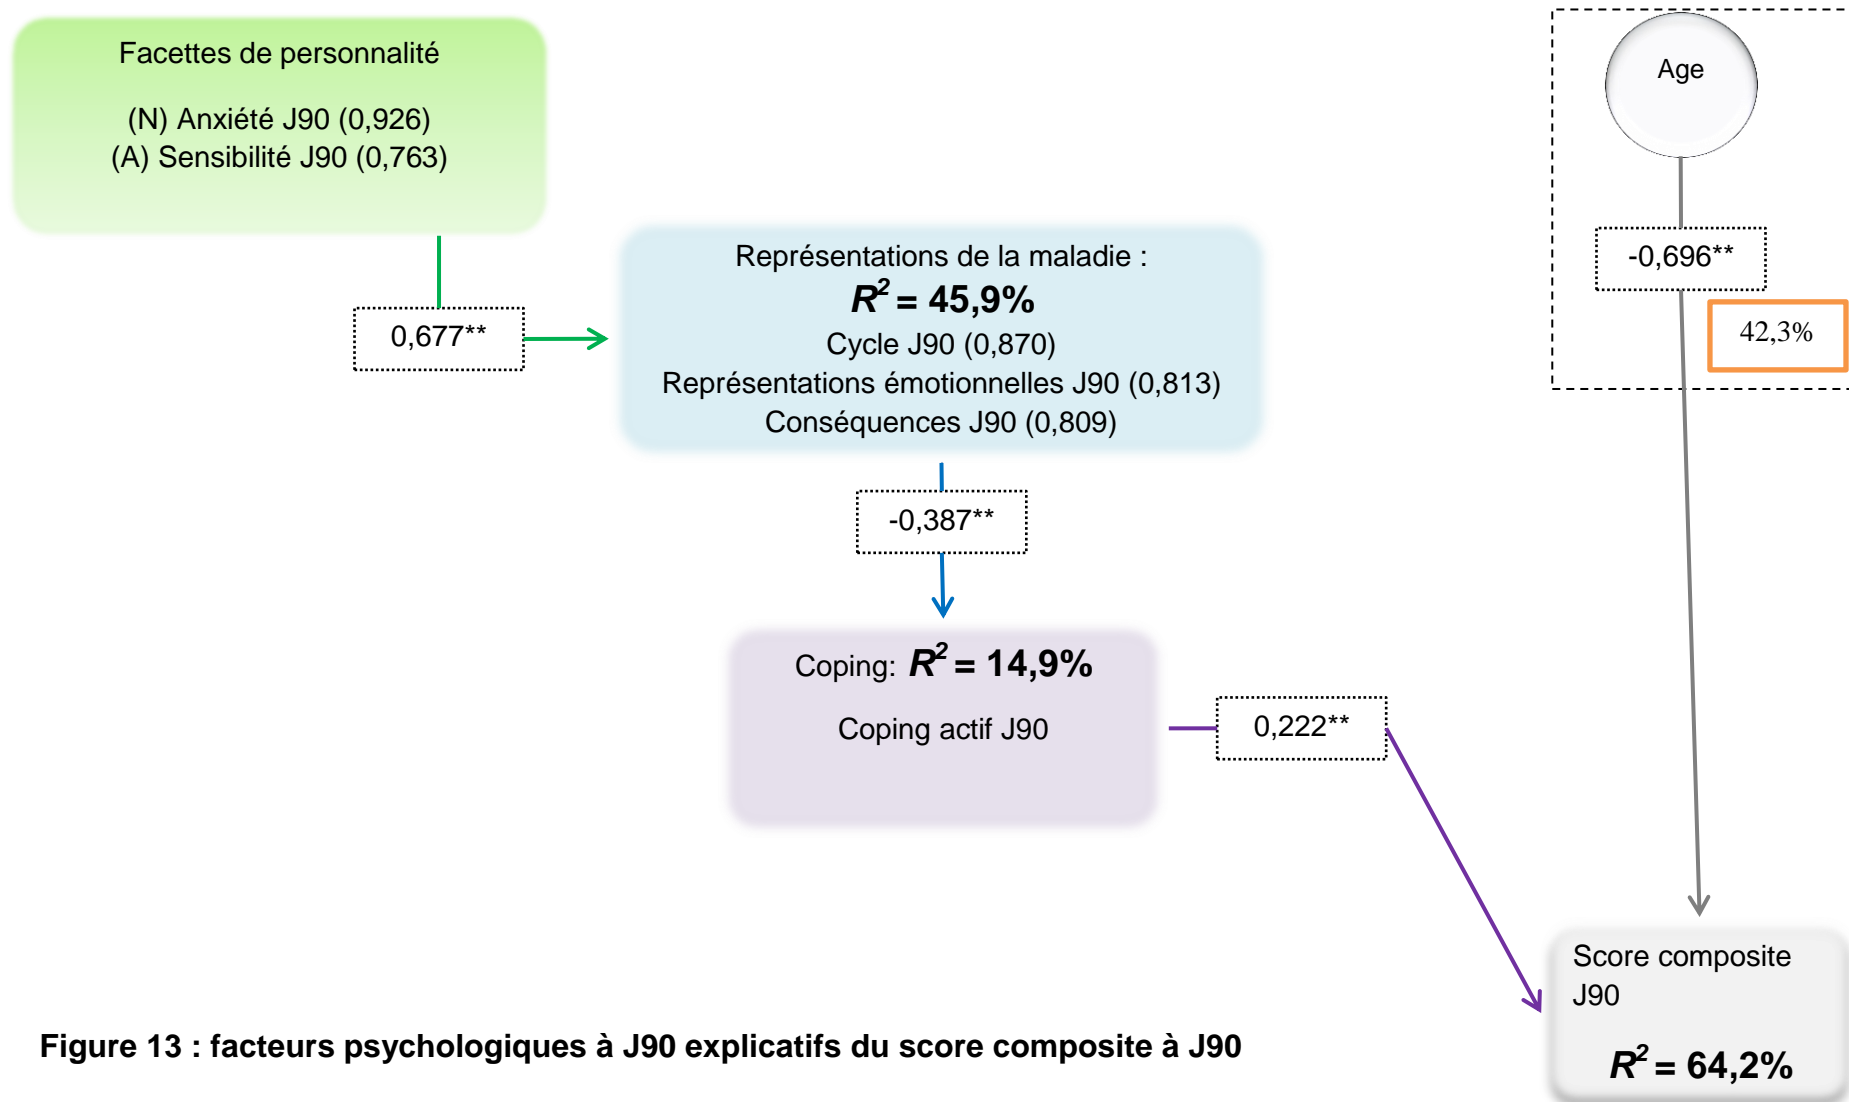 Facettes de personnalité
(N) Anxiété J90 (0,926)
(A) Sensibilité J90 (0,763)
Age
-0,696**
42,3%
0,677**
Représentations de la maladie :
R² = 45,9%
Cycle J90 (0,870)
Représentations émotionnelles J90 (0,813)
Conséquences J90 (0,809)
-0,387**
Coping: R² = 14,9%
Coping actif J90
0,222**
Score composite
J90
R² = 64,2%
Figure 13 : facteurs psychologiques à J90 explicatifs du score composite à J90